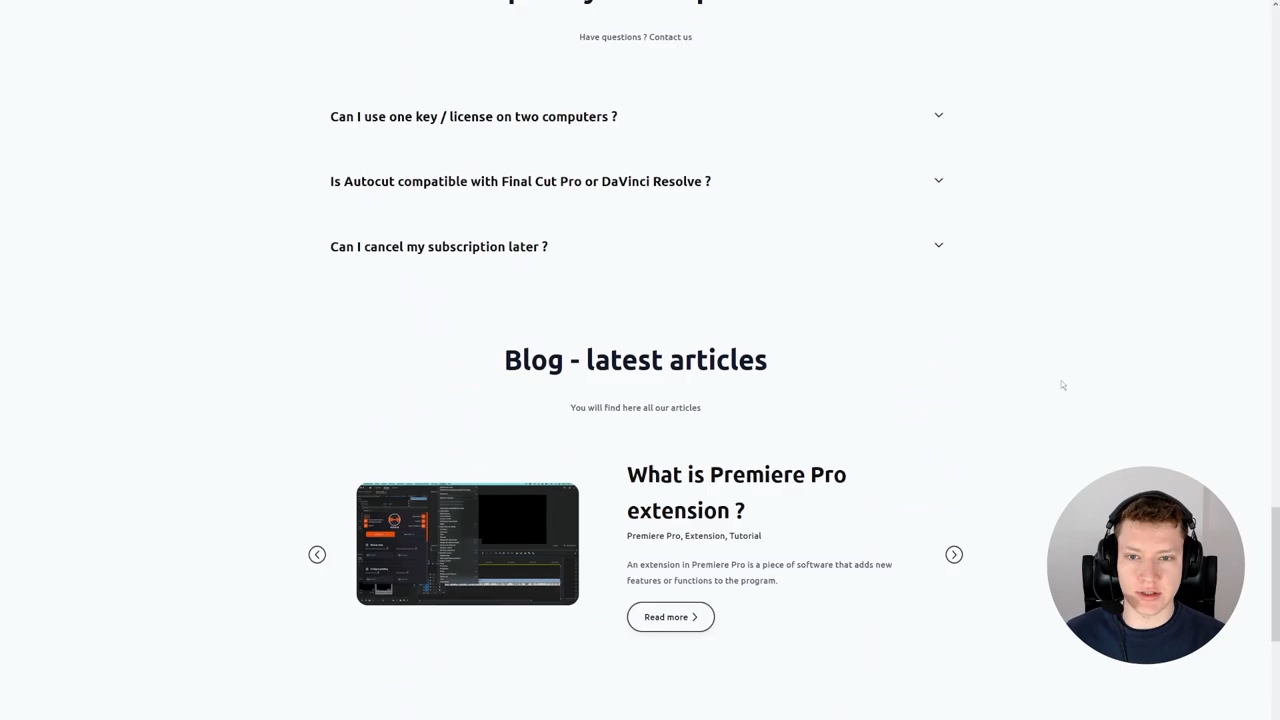 Have questions ? Contact us
Can I use one key / license on two computers ?
Is Autocut compatible with Final Cut Pro or DaVinci Resolve ?
Can I cancel my subscription later ?
Blog - latest articles
You will find here all our articles
What is Premiere Pro
extension ?
Premiere Pro, Extension, Tutorial
An extension in Premiere Pro is a piece of software that adds new
features or functions to the program.
Read more